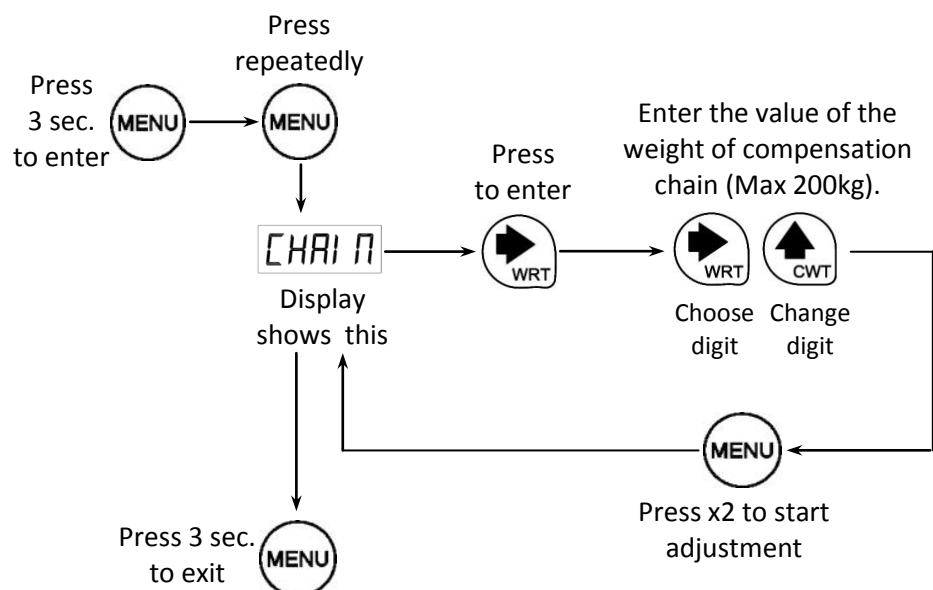 Press
3 sec.
to enter
MENU
Press
repeatedly
MENU
CHAIN
Display
shows this
Press
to enter
WRT
Enter the value of the
weight of compensation
chain (Max 200kg).
WRT
CWT
Choose
digit
Change
digit
MENU
Press x2 to start
adjustment
Press 3 sec.
to exit
MENU